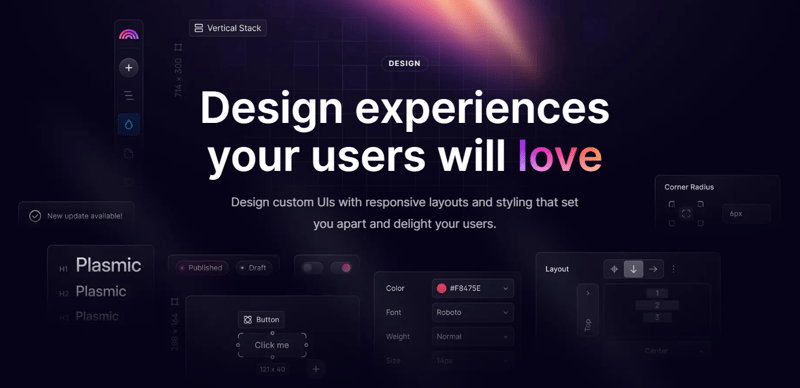 Vertical Stack
714 × 300
DESIGN
Design experiences
your users will love
Design custom UIs with responsive layouts and styling that set
you apart and delight your users.
Corner Radius
6px
New update available!
H1 Plasmic
H2 Plasmic
H3 Plasmic
Published
Draft
288 × 164
Button
Click me
121 x 40
Color
#F8475E
Font
Roboto
Weight
Normal
Size
14px
Layout
Top
1
2
3
Center